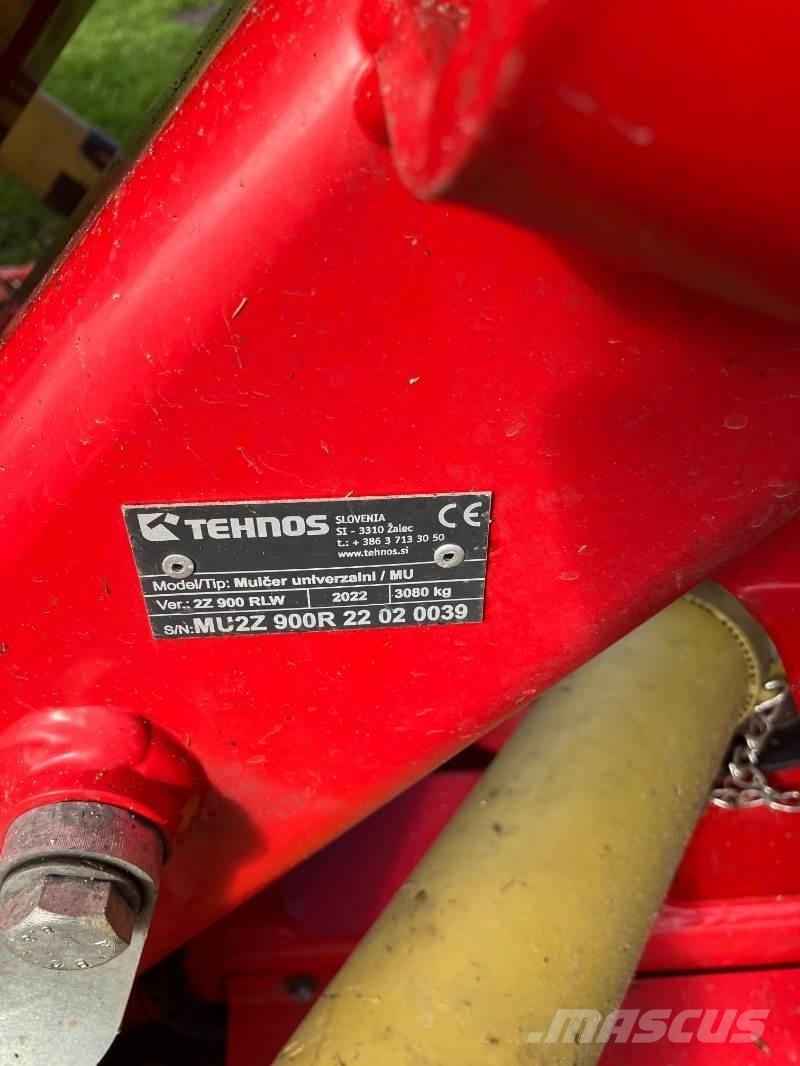 TEHNOS
SLOVENIA
SI - 3310 Žalec
t.: + 386 3 713 30 50
www.tehnos.si
CE
Model/Tip: Mulčer univerzalni / MU
Ver.: 2Z 900 RLW 2022 3080 kg
S/N: MU2Z 900R 22 02 0039
MASCUS